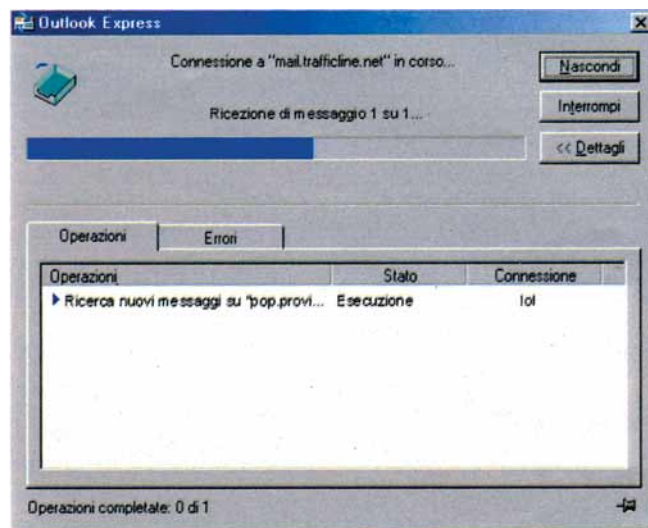 Outlook Express
Connessione a "mail.trafficline.net" in corso...
Nascondi
Ricezione di messaggio 1 su 1...
Interrompi
<< Dettagli
Operazioni
Errori
Operazioni Stato Connessione
Ricerca nuovi messaggi su "pop.provi... Esecuzione lol
Operazioni completate: 0 di 1